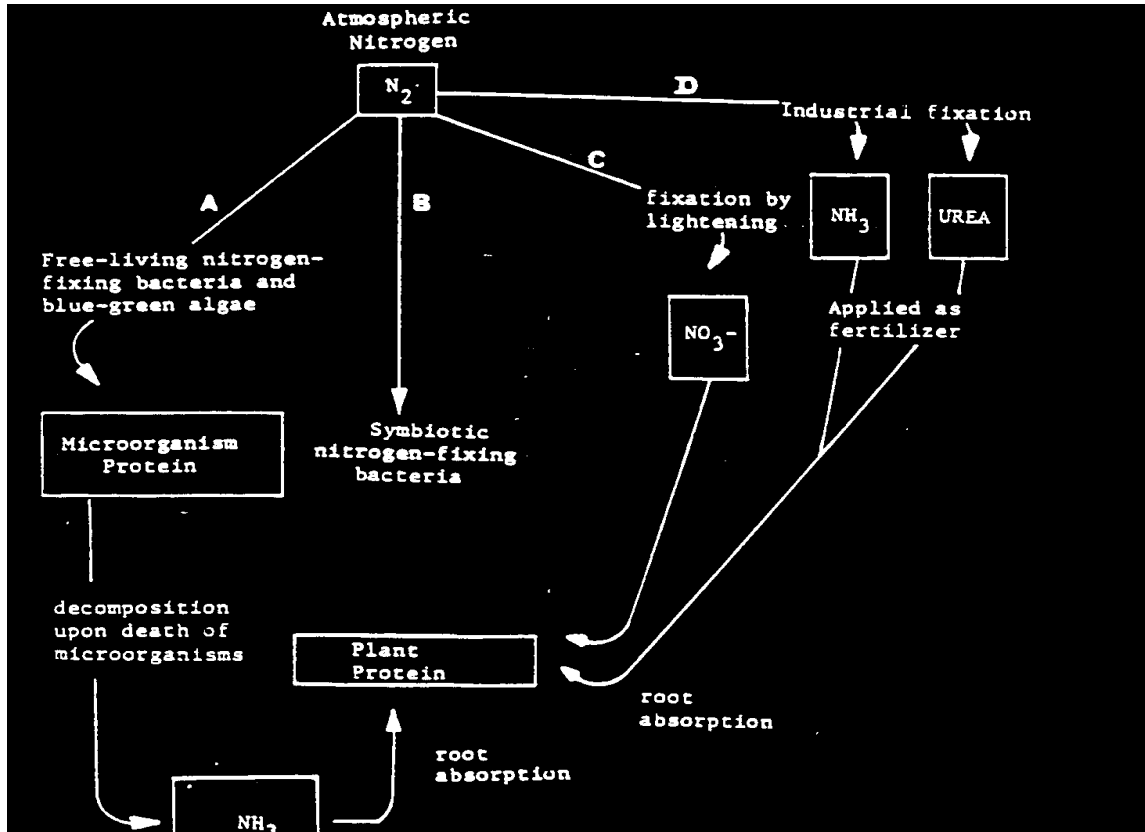 Atmospheric
Nitrogen
N2
D
Industrial fixation
C
A
B
fixation by
lightening
NH3
UREA
Free-living nitrogen-
fixing bacteria and
blue-green algae
Applied as
fertilizer
NO3-
Microorganism
Protein
Symbiotic
nitrogen-fixing
bacteria
decomposition
upon death of
microorganisms
Plant
Protein
root
absorption
root
absorption
NH3